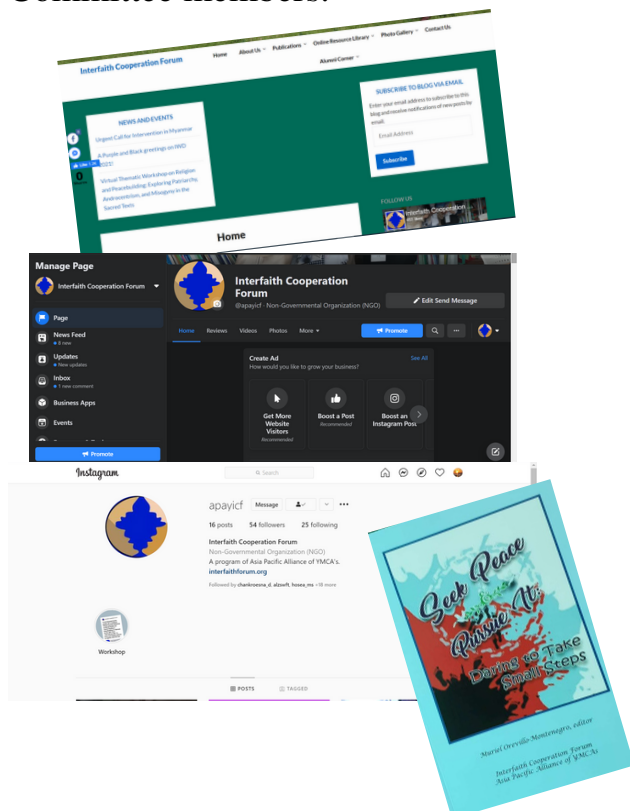 Committee members.
Interfaith Cooperation Forum
Home About Us Publications Online Resource Library Photo Gallery Contact Us
Alumni Corner
NEWS AND EVENTS
Urgent Call for Intervention in Myanmar
A Purple and Black greetings on IWD
2021!
Virtual Thematic Workshop on Religion
and Peacebuilding: Exploring Patriarchy,
Androcentrism, and Misogyny in the
Sacred Texts
Like
0
SUBSCRIBE TO BLOG VIA EMAIL
Enter your email address to subscribe to this
blog and receive notifications of new posts by
email.
Email Address
Subscribe
FOLLOW US
Interfaith Cooperation ...
Home
Manage Page
Interfaith Cooperation Forum
Page
News Feed
8 new
Updates
New updates
Inbox
1 new comment
Business Apps
Events
Promote
Interfaith Cooperation
Forum
@apayicf · Non-Governmental Organization (NGO)
Edit Send Message
Home Reviews Videos Photos More
Promote
Create Ad
See All
How would you like to grow your business?
Get More
Website
Visitors
Recommended
Boost a Post
Recommended
Boost an
Instagram Post
Instagram
Search
apayicf Message
16 posts 54 followers 25 following
Interfaith Cooperation Forum
Non-Governmental Organization (NGO)
A program of Asia Pacific Alliance of YMCA's.
interfaithforum.org
Followed by chankroesna_d, alzwft, hosea_ms +18 more
Workshop
POSTS TAGGED
Seek Peace
Pursue It:
Daring to Take
Small Steps
Muriel Orevillo-Montenegro, editor
Interfaith Cooperation Forum
Asia Pacific Alliance of YMCAs